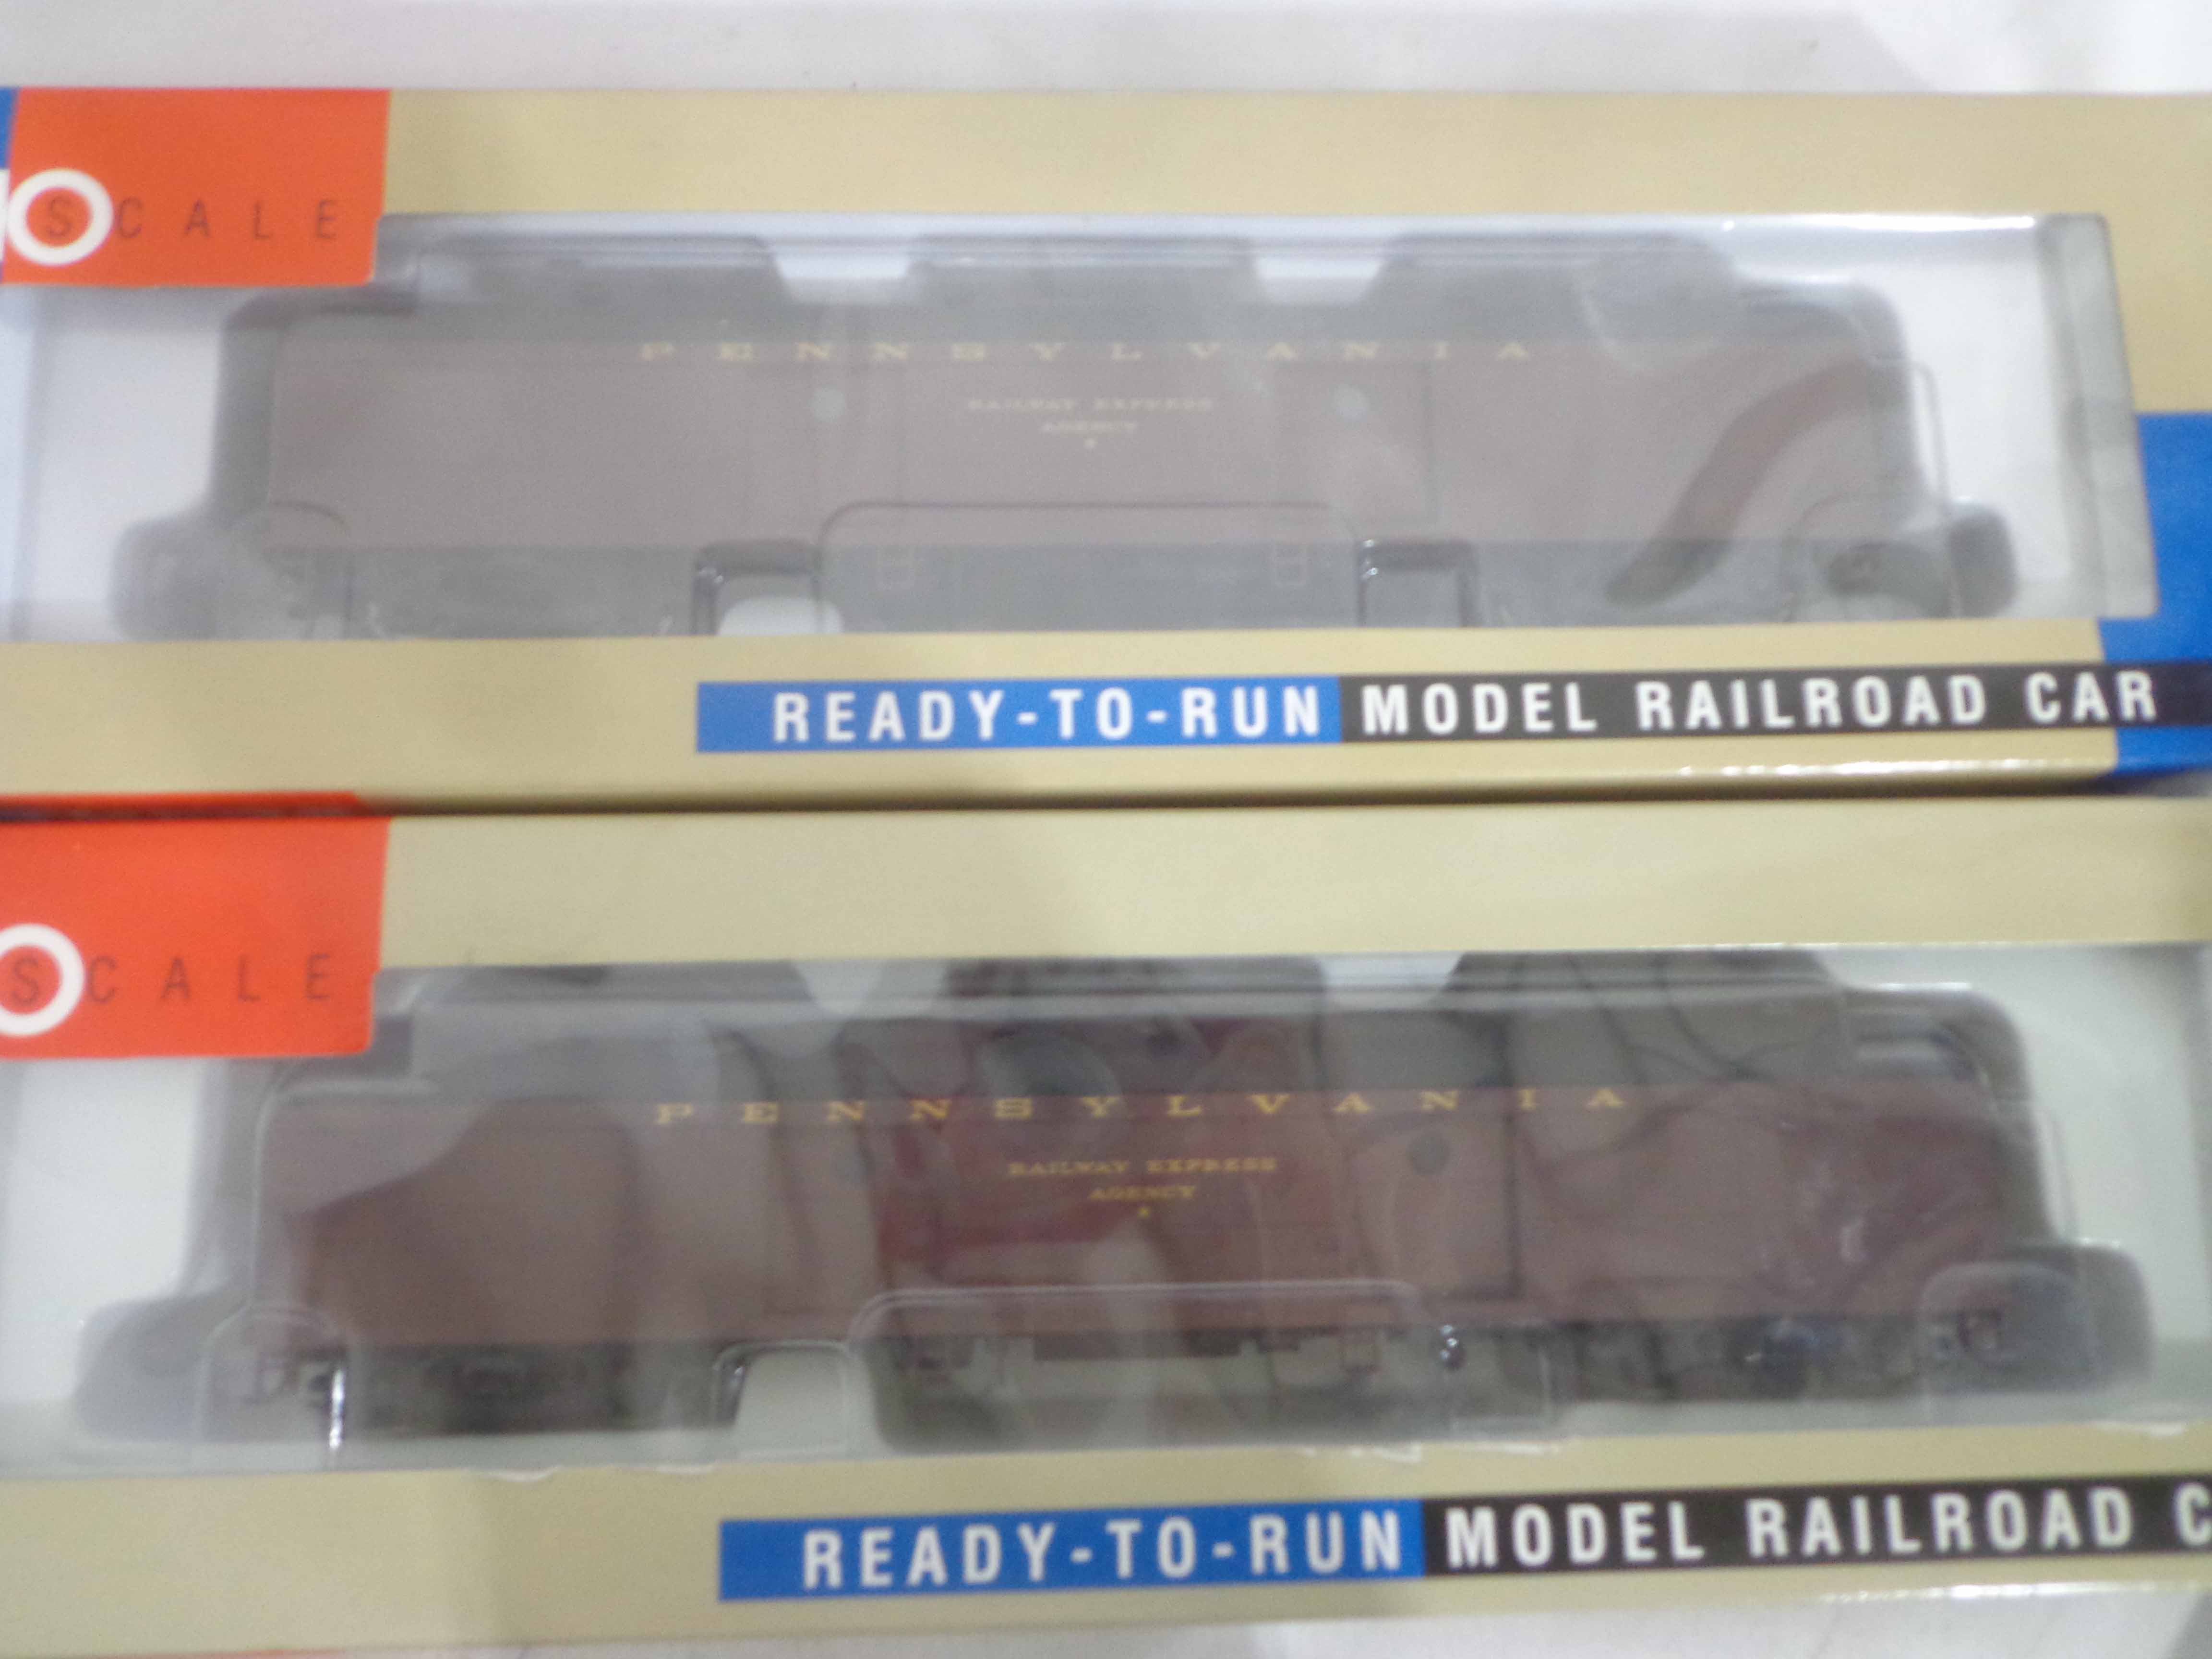 SCALE
PENNSYLVANIA
RAILWAY EXPRESS
AGENCY
READY-TO-RUN MODEL RAILROAD CAR
SCALE
PENNSYLVANIA
RAILWAY EXPRESS
AGENCY
READY-TO-RUN MODEL RAILROAD C